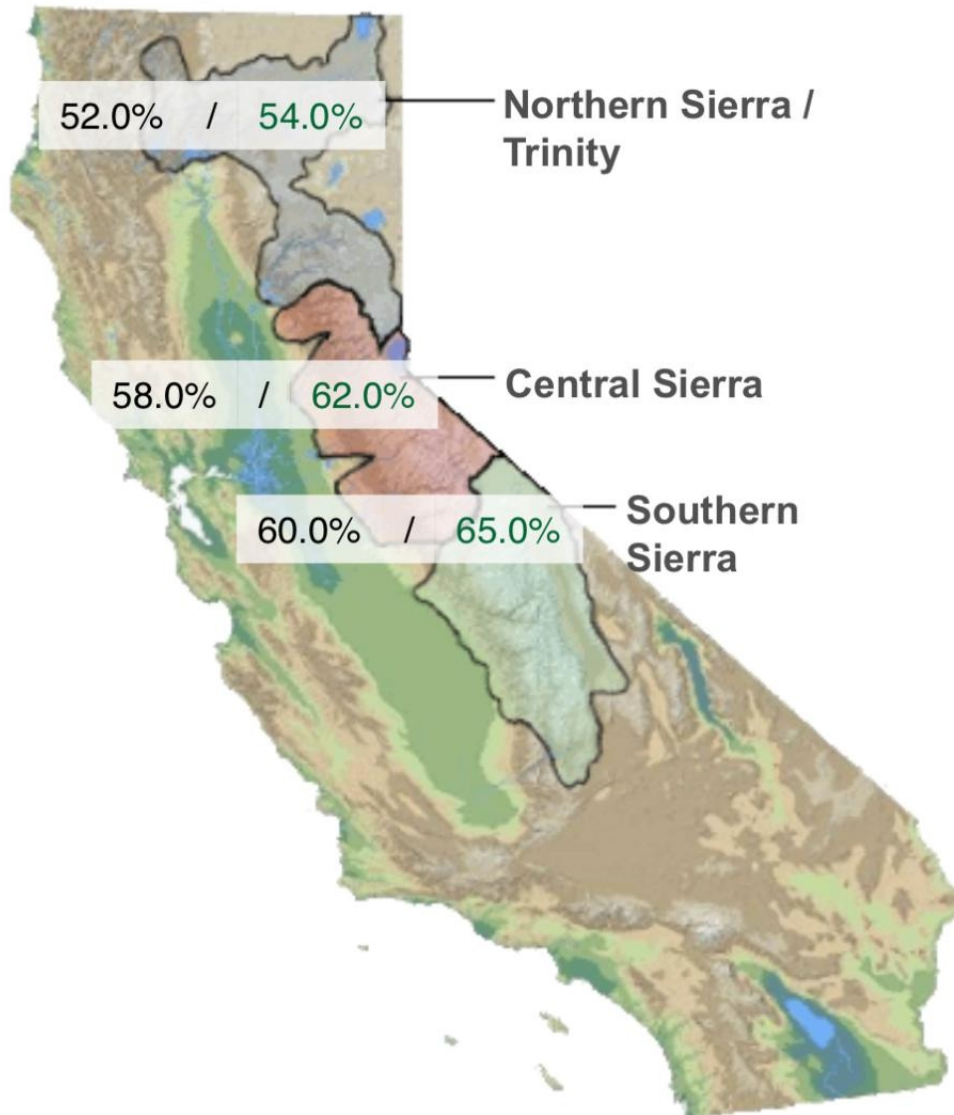 52.0% / 54.0%
Northern Sierra /
Trinity
58.0% / 62.0%
Central Sierra
60.0% / 65.0%
Southern
Sierra